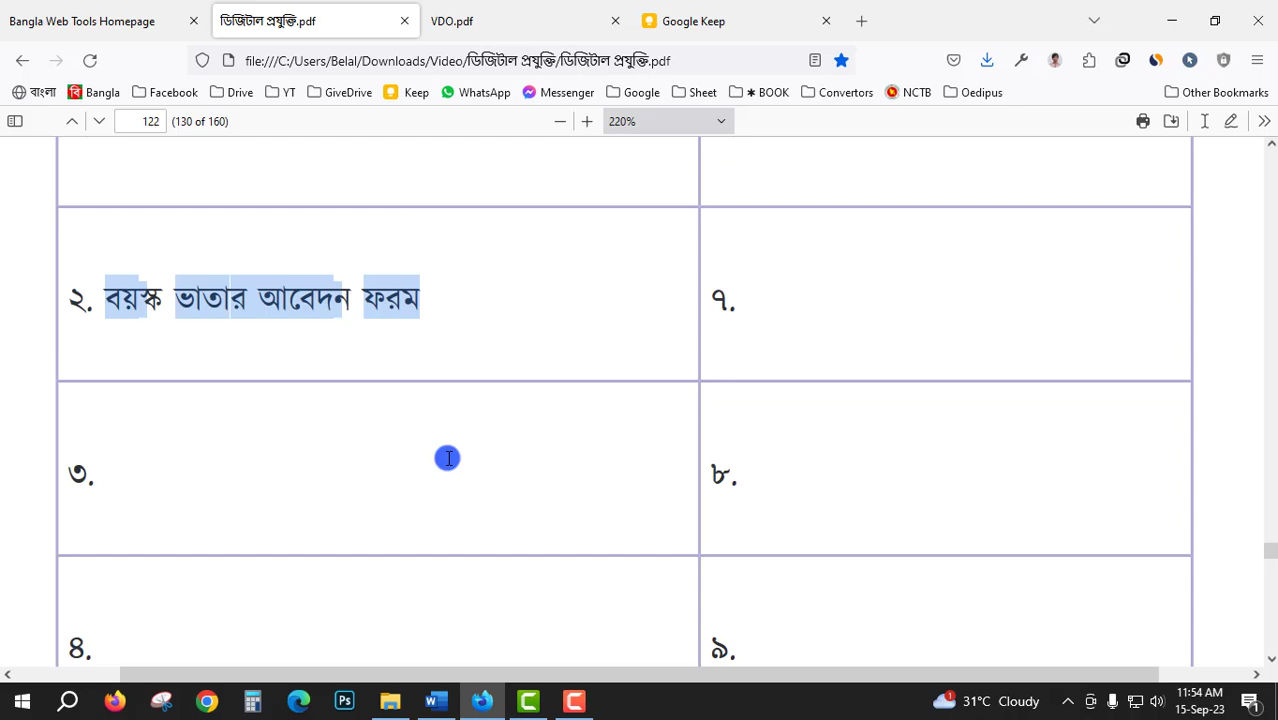 Bangla Web Tools Homepage
ডিজিটাল প্রযুক্তি.pdf
VDO.pdf
Google Keep
file:///C:/Users/Belal/Downloads/Video/ডিজিটাল প্রযুক্তি/ডিজিটাল প্রযুক্তি.pdf
বাংলা
Bangla
Facebook
Drive
YT
GiveDrive
Keep
WhatsApp
Messenger
Google
Sheet
✱ BOOK
Convertors
NCTB
Oedipus
Other Bookmarks
122 (130 of 160)
220%
২. বয়স্ক ভাতার আবেদন ফরম
৭.
৩.
৮.
৪.
৯.
31°C Cloudy
11:54 AM
15-Sep-23